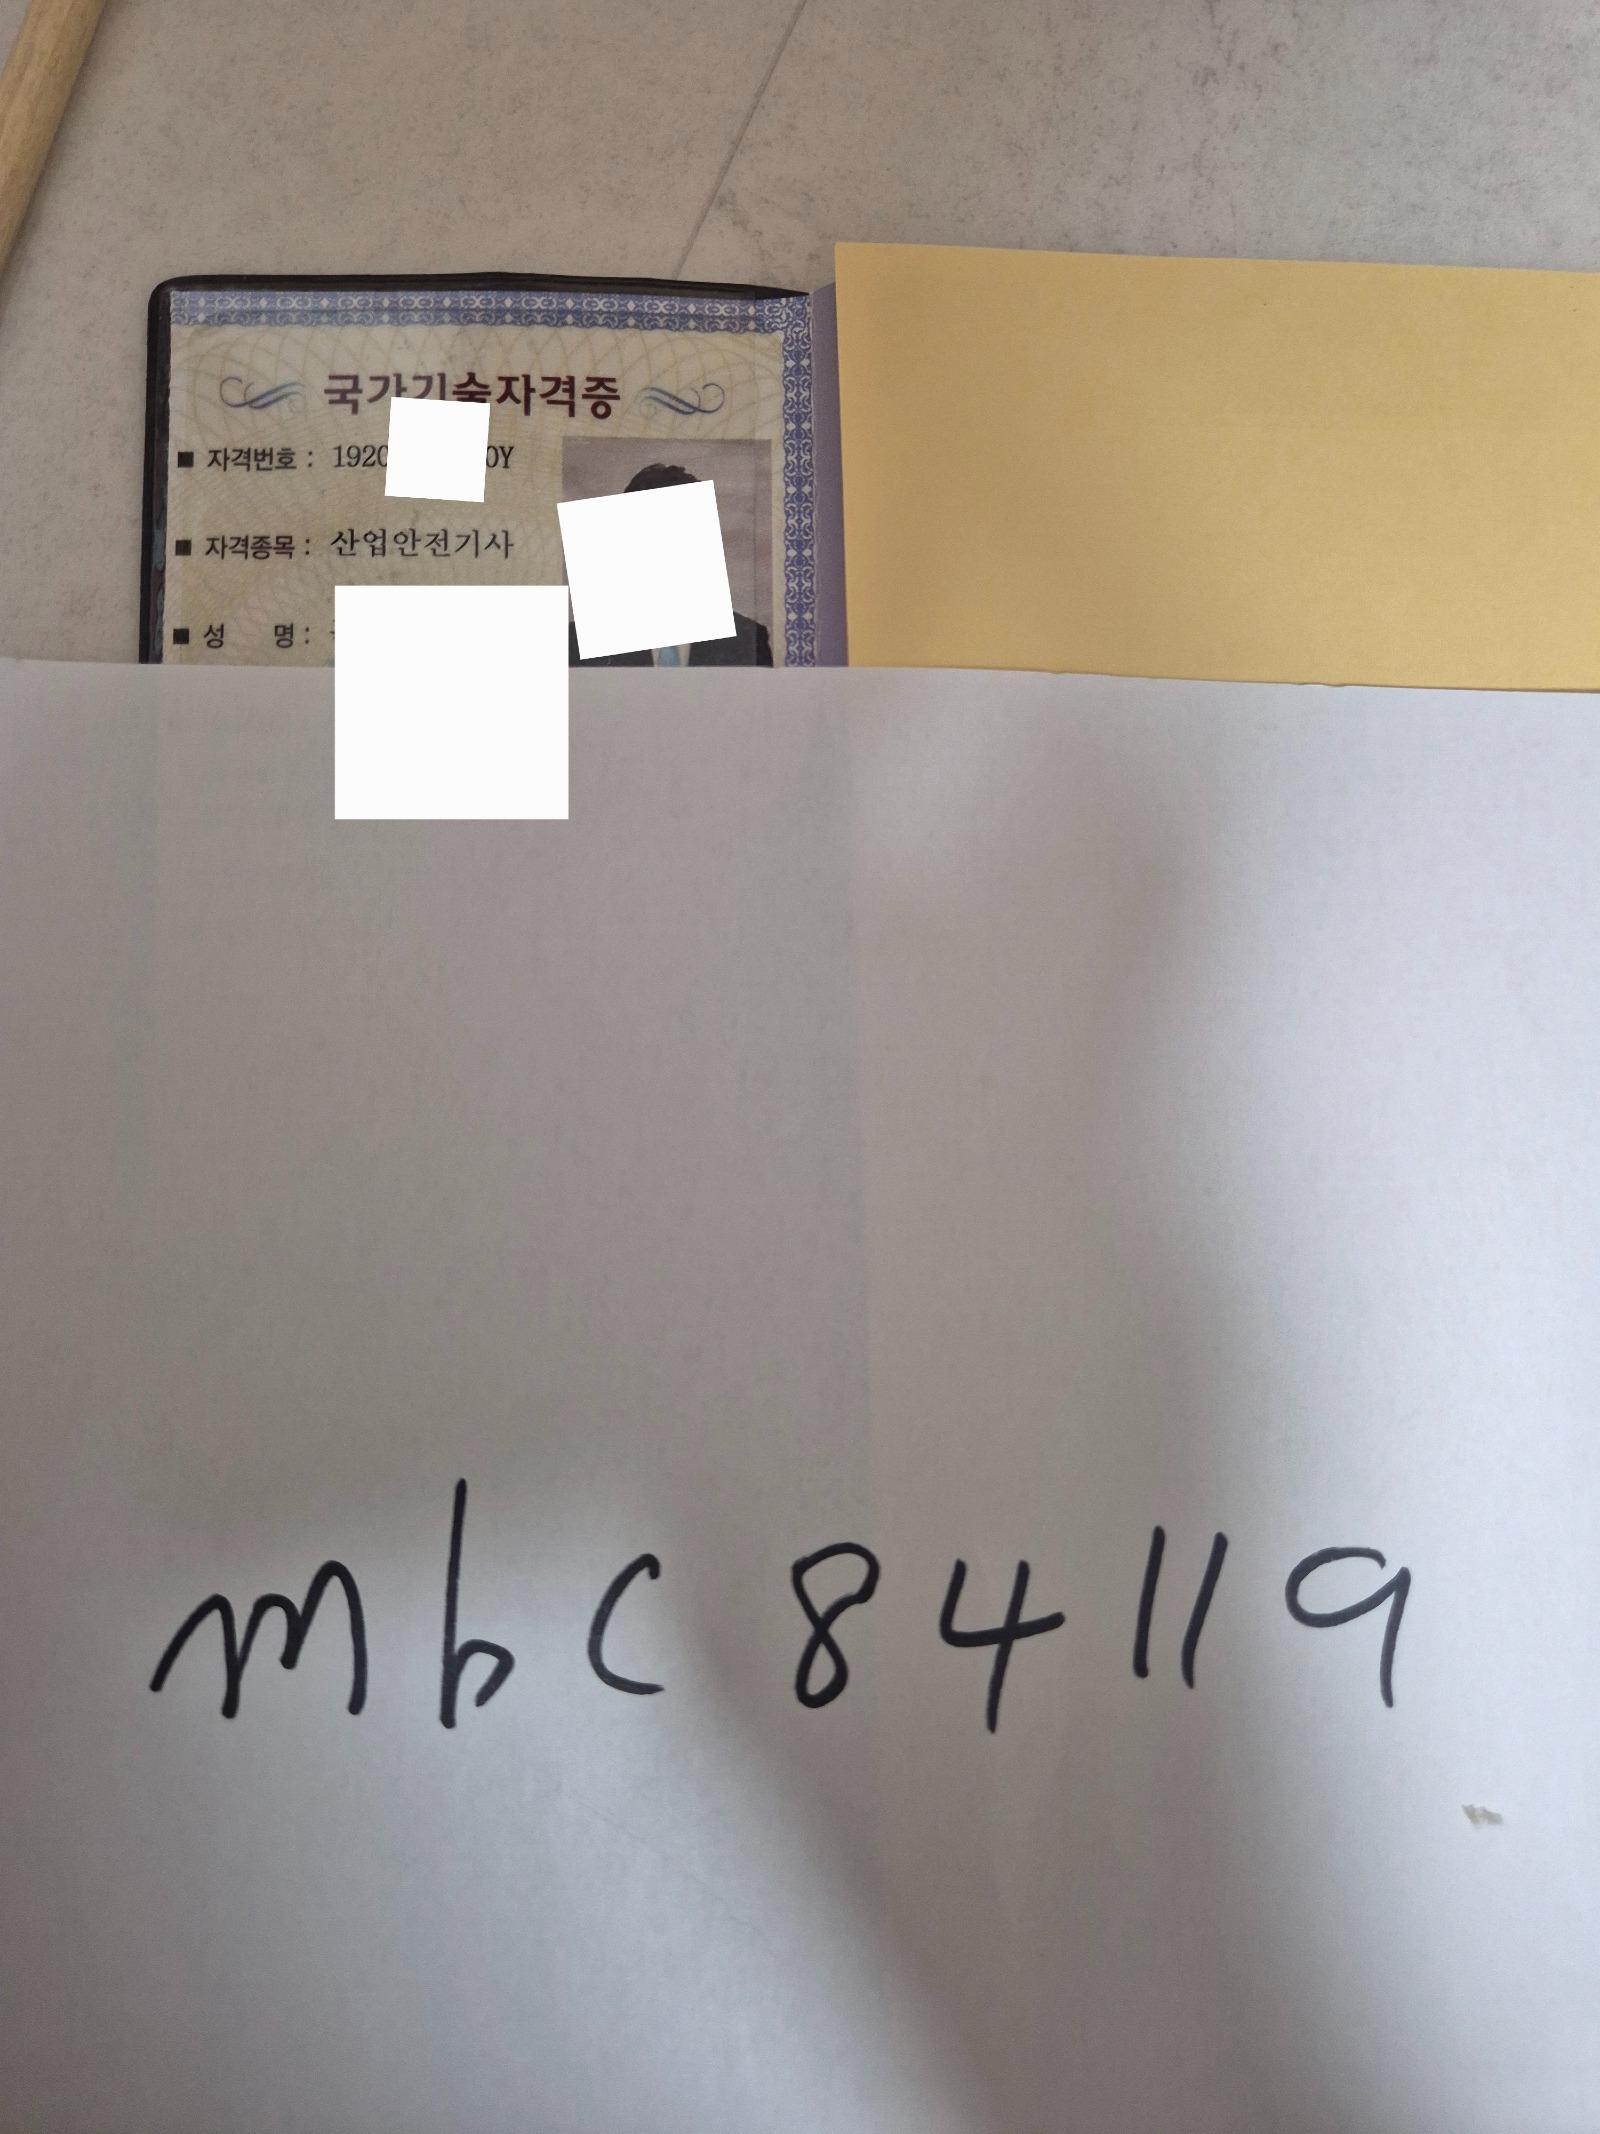 국가기술자격증
■ 자격번호 : 1920 0Y
■ 자격종목 : 산업안전기사
■ 성 명 :
mbc 84119